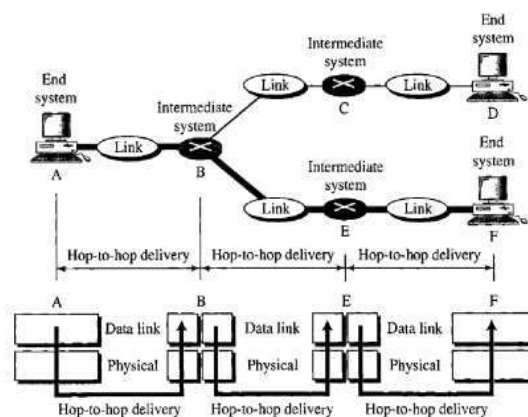 Intermediate
system
End
system
Link
Link
C
D
End
system
Intermediate
system
Link
A
B
Intermediate
system
End
system
Link
Link
E
F
Hop-to-hop delivery
Hop-to-hop delivery
Hop-to-hop delivery
A
B
E
F
Data link
Data link
Data link
Physical
Physical
Physical
Hop-to-hop delivery
Hop-to-hop delivery
Hop-to-hop delivery